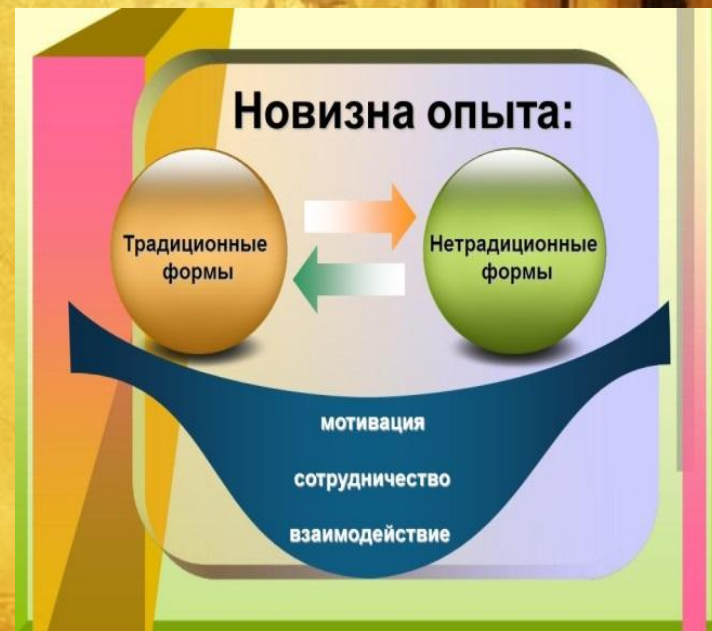 Новизна опыта:
Традиционные
формы
Нетрадиционные
формы
мотивация
сотрудничество
взаимодействие